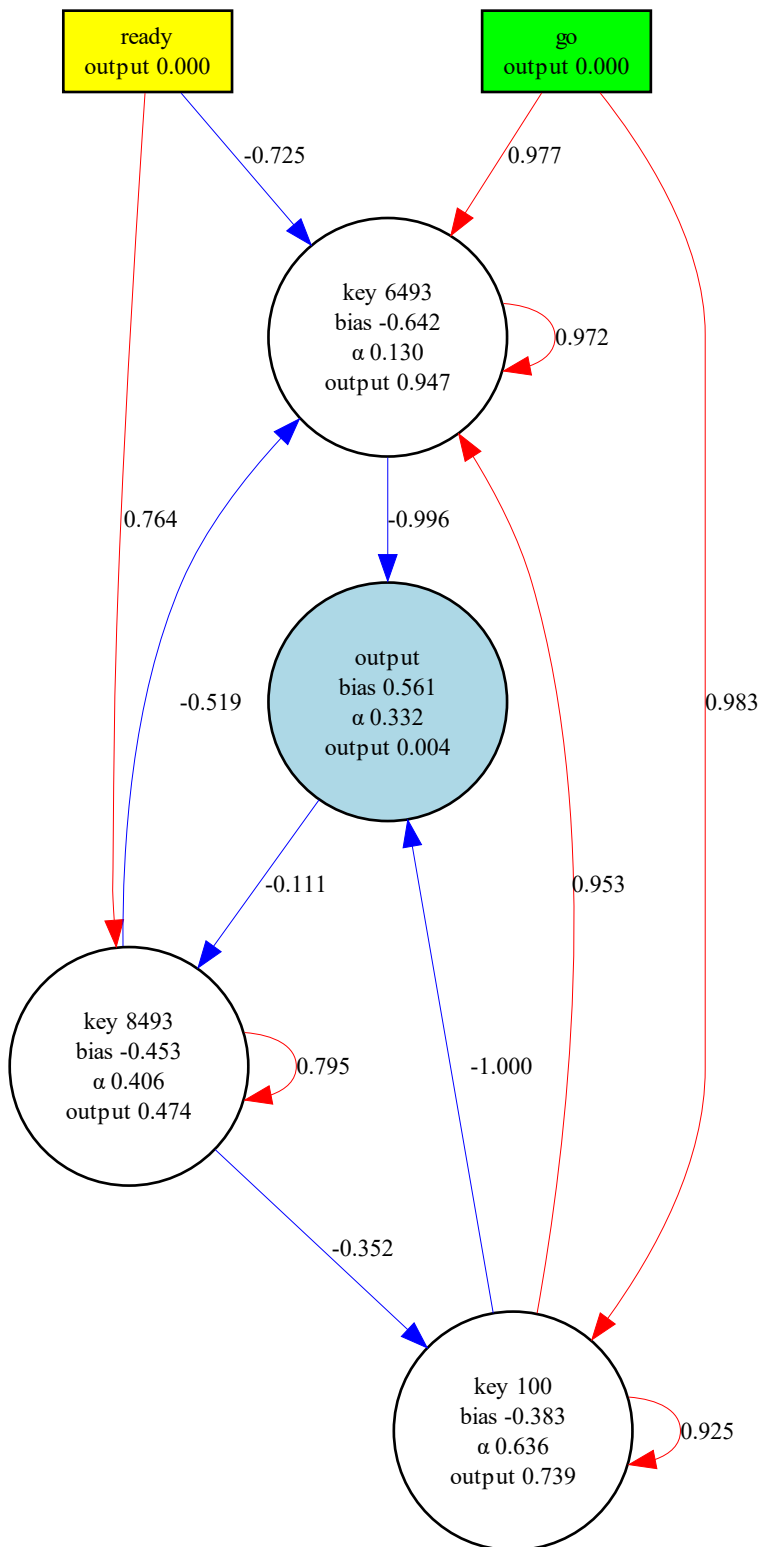 ready
output 0.000
go
output 0.000
-0.725
0.977
key 6493
bias -0.642
α 0.130
output 0.947
0.972
0.764
-0.996
output
bias 0.561
α 0.332
output 0.004
-0.519
0.983
-0.111
0.953
key 8493
bias -0.453
α 0.406
output 0.474
0.795
-1.000
-0.352
key 100
bias -0.383
α 0.636
output 0.739
0.925